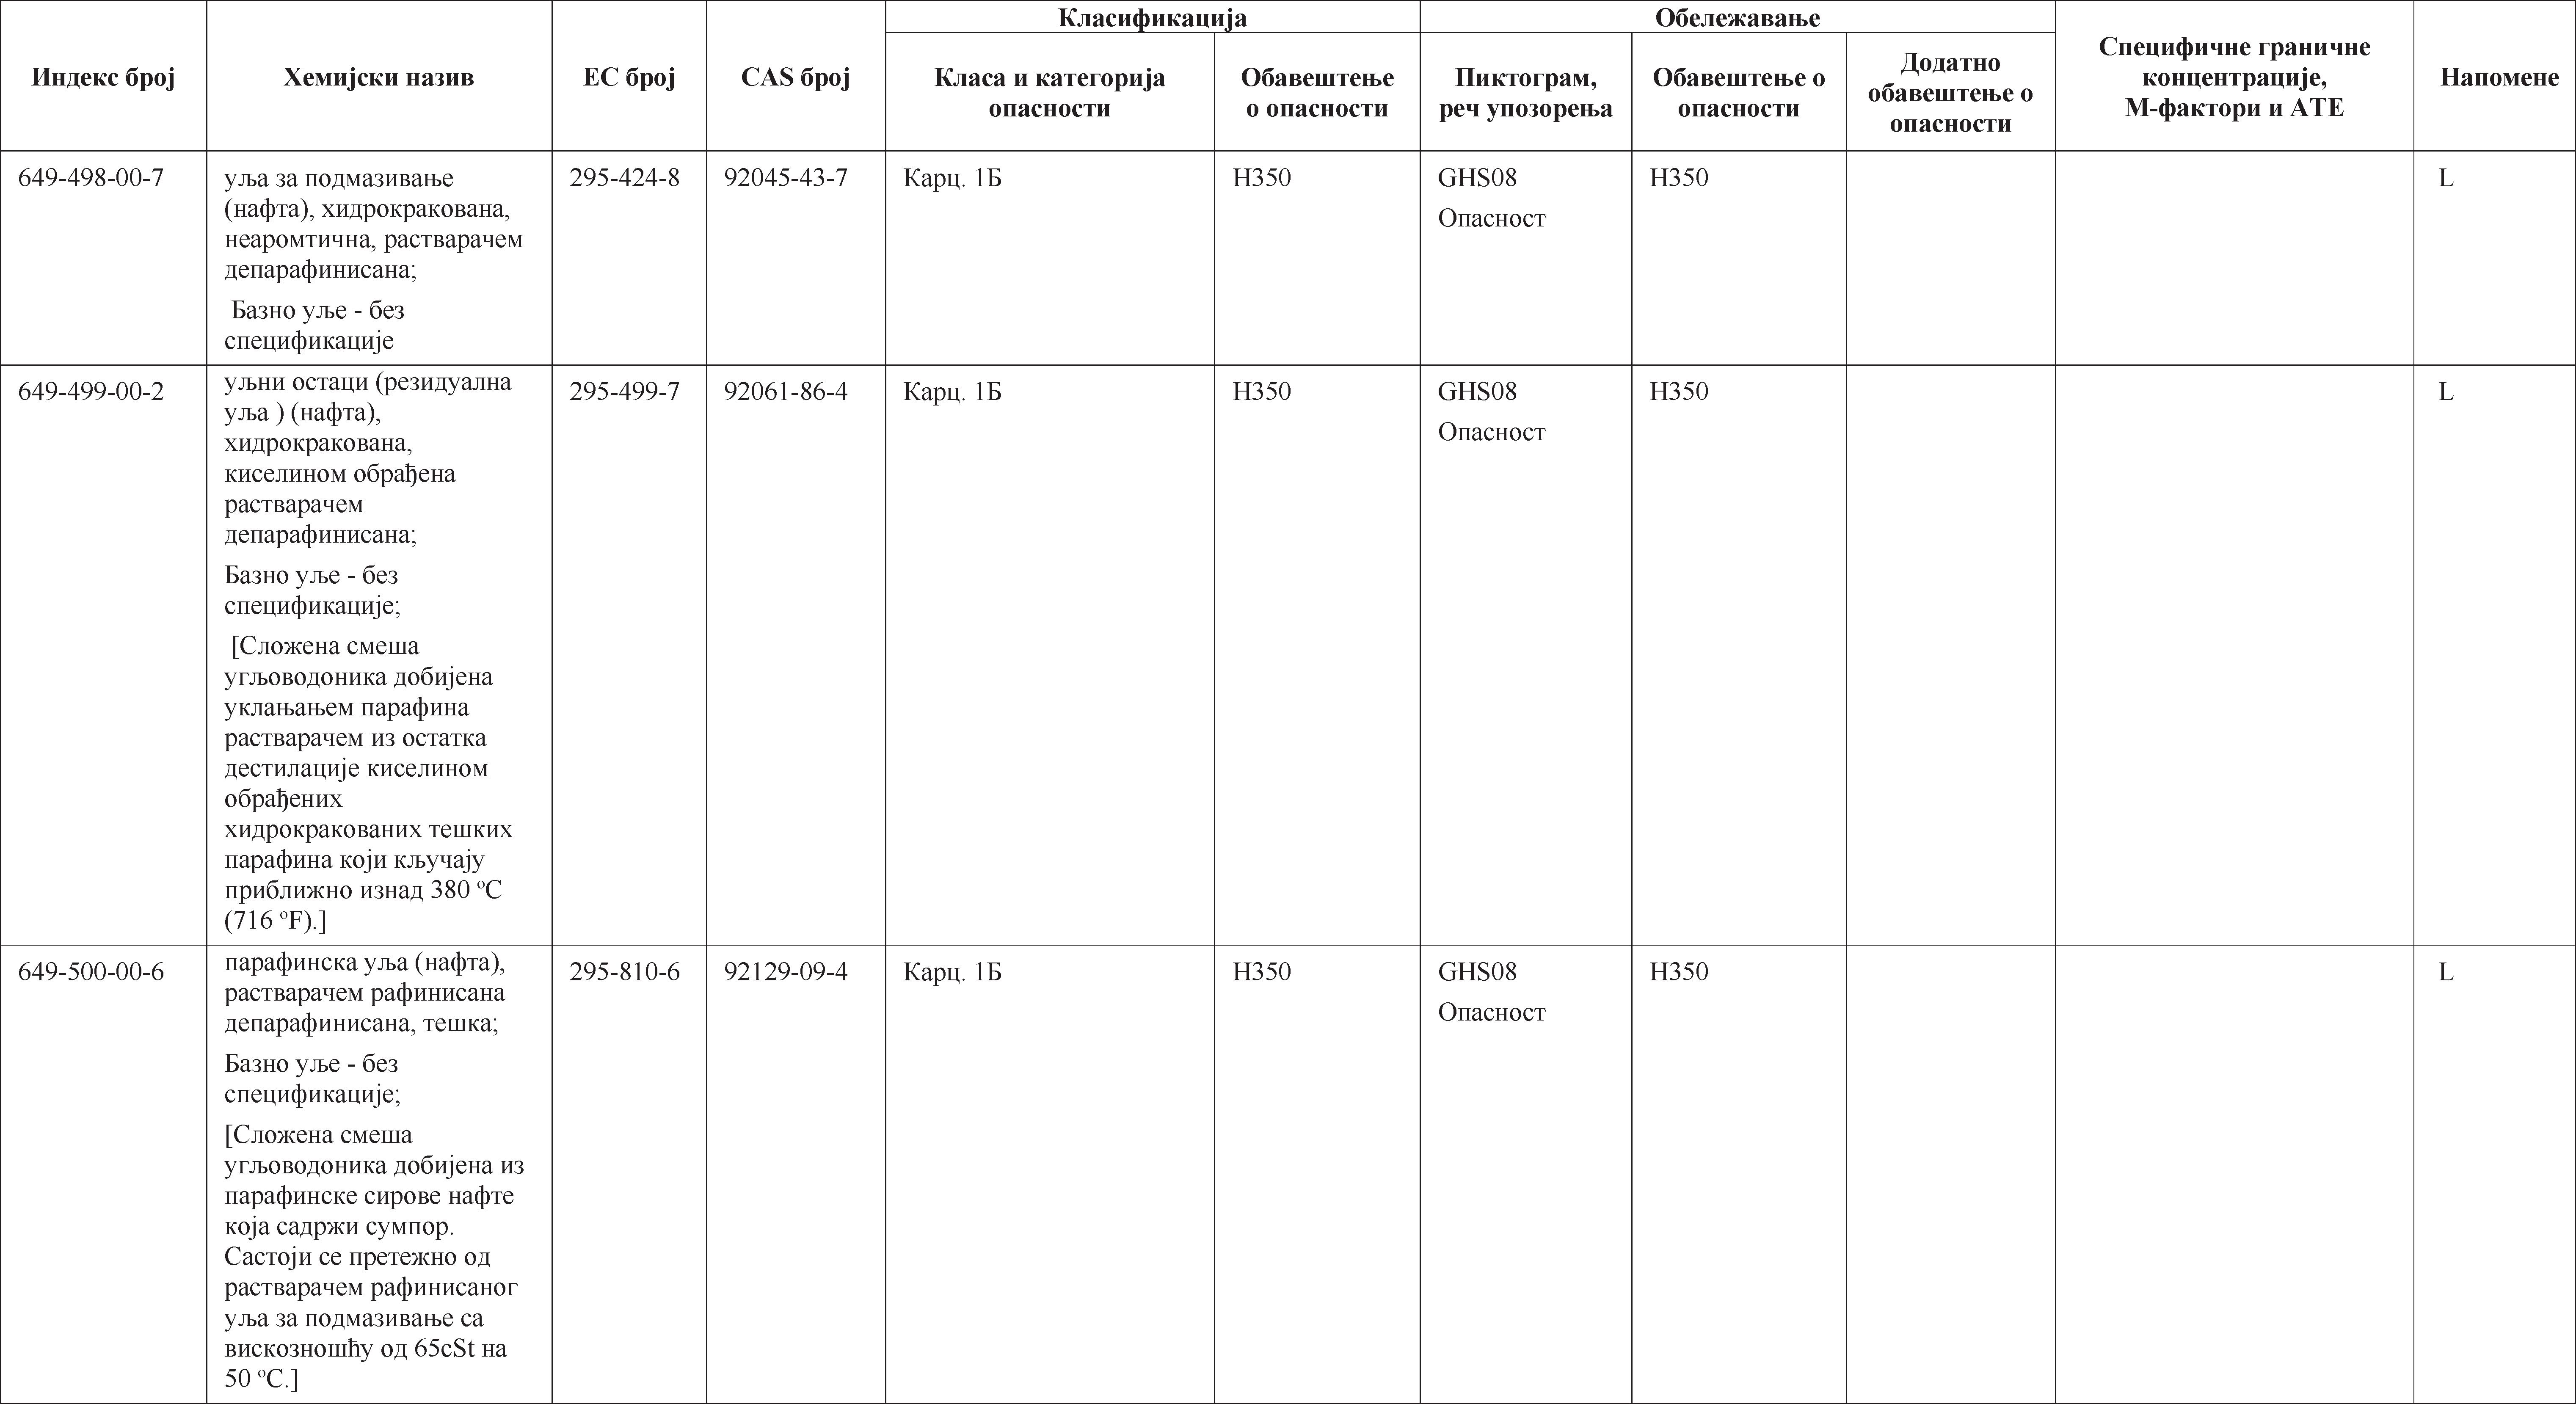 Индекс број
Хемијски назив
ЕС број
CAS број
Класификација
Обележавање
Класа и категорија
опасности
Обавештење
о опасности
Пиктограм,
реч упозорења
Обавештење о
опасности
Додатно
обавештење о
опасности
Специфичне граничне
концентрације,
М-фактори и АТЕ
Напомене
649-498-00-7
уља за подмазивање
(нафта), хидрокракована,
неаромтична, растварачем
депарафинисана;
Базно уље - без
спецификације
295-424-8
92045-43-7
Карц. 1Б
H350
GHS08
Опасност
H350
L
649-499-00-2
уљни остаци (резидуална
уља ) (нафта),
хидрокракована,
киселином обрађена
растварачем
депарафинисана;
Базно уље - без
спецификације;
[Сложена смеша
угљоводоника добијена
уклањањем парафина
растварачем из остатка
дестилације киселином
обрађених
хидрокракованих тешких
парафина који кључају
приближно изнад 380 ºC
(716 ºF).]
295-499-7
92061-86-4
Карц. 1Б
H350
GHS08
Опасност
H350
L
649-500-00-6
парафинска уља (нафта),
растварачем рафинисана
депарафинисана, тешка;
Базно уље - без
спецификације;
[Сложена смеша
угљоводоника добијена из
парафинске сирове нафте
која садржи сумпор.
Састоји се претежно од
растварачем рафинисаног
уља за подмазивање са
вискозношћу од 65cSt на
50 ºC.]
295-810-6
92129-09-4
Карц. 1Б
H350
GHS08
Опасност
H350
L